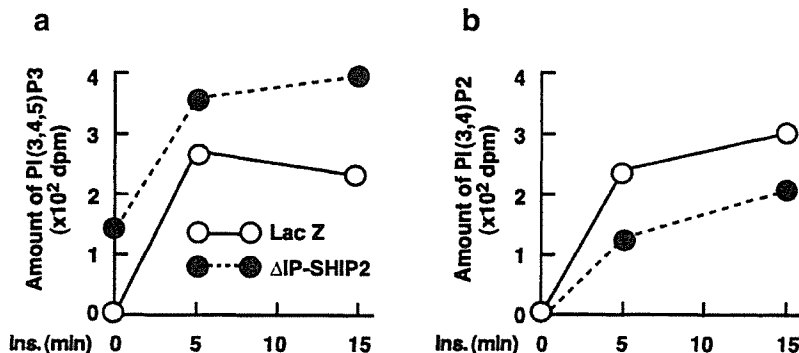 a
Amount of PI(3,4,5)P3
(x10² dpm)
4
3
2
1
0
Lac Z
ΔIP-SHIP2
Ins. (min) 0 5 10 15
b
Amount of PI(3,4)P2
(x10² dpm)
4
3
2
1
0
Ins. (min) 0 5 10 15